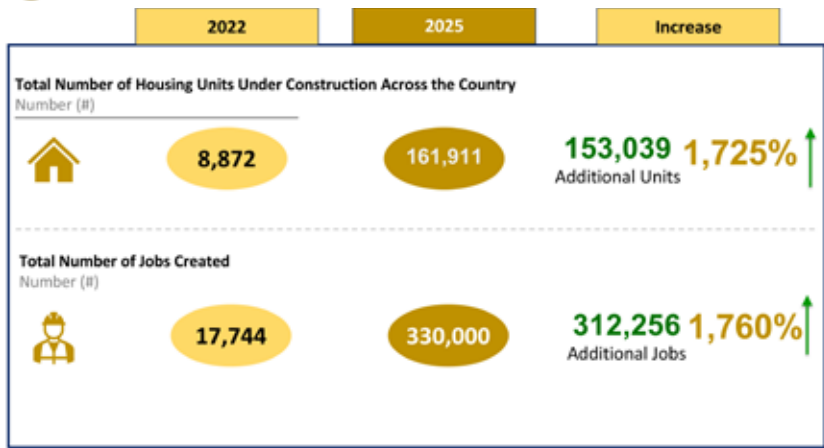 2022 2025 Increase
Total Number of Housing Units Under Construction Across the Country
Number (#)
8,872 161,911 153,039 1,725%
Additional Units
Total Number of Jobs Created
Number (#)
17,744 330,000 312,256 1,760%
Additional Jobs